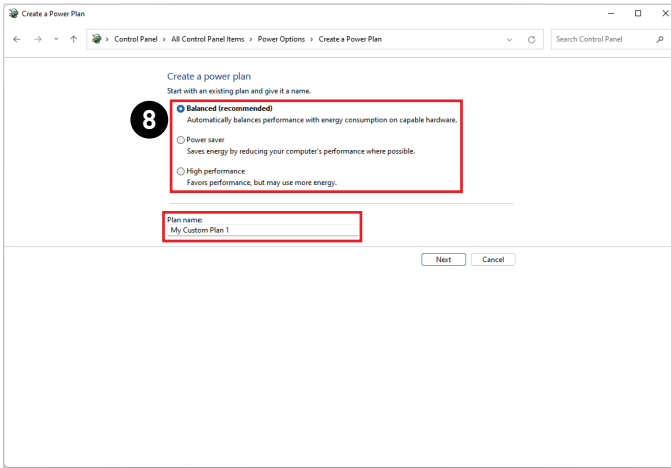 Create a Power Plan
Control Panel > All Control Panel Items > Power Options > Create a Power Plan
Search Control Panel
Create a power plan
Start with an existing plan and give it a name.
8
Balanced (recommended)
Automatically balances performance with energy consumption on capable hardware.
Power saver
Saves energy by reducing your computer's performance where possible.
High performance
Favors performance, but may use more energy.
Plan name:
My Custom Plan 1
Next
Cancel